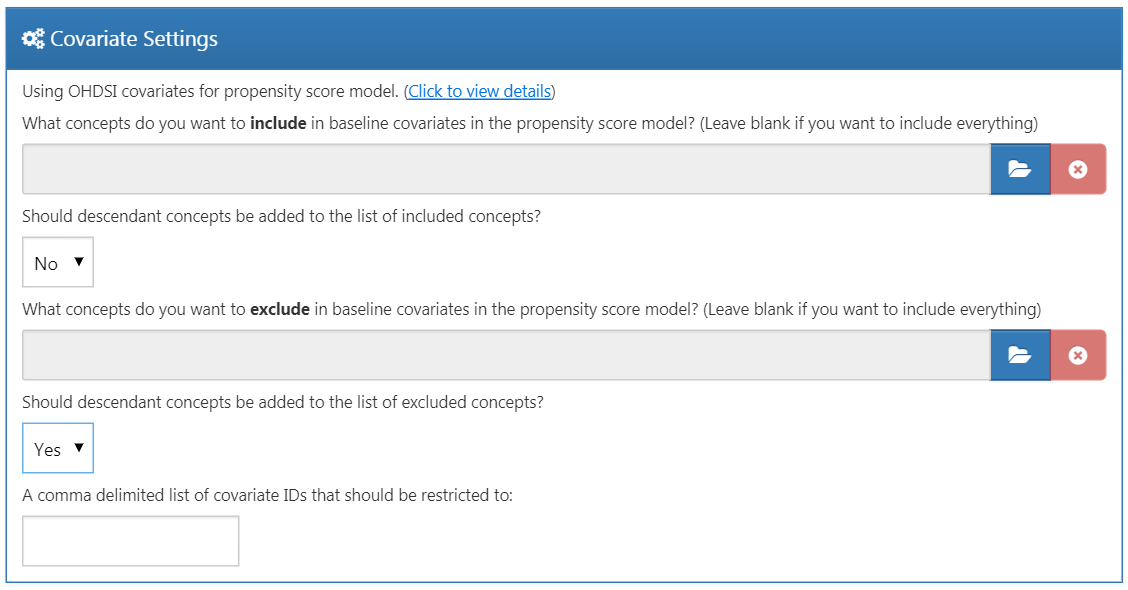 Covariate Settings
Using OHDSI covariates for propensity score model. (Click to view details)
What concepts do you want to include in baseline covariates in the propensity score model? (Leave blank if you want to include everything)
Should descendant concepts be added to the list of included concepts?
No
What concepts do you want to exclude in baseline covariates in the propensity score model? (Leave blank if you want to include everything)
Should descendant concepts be added to the list of excluded concepts?
Yes
A comma delimited list of covariate IDs that should be restricted to: